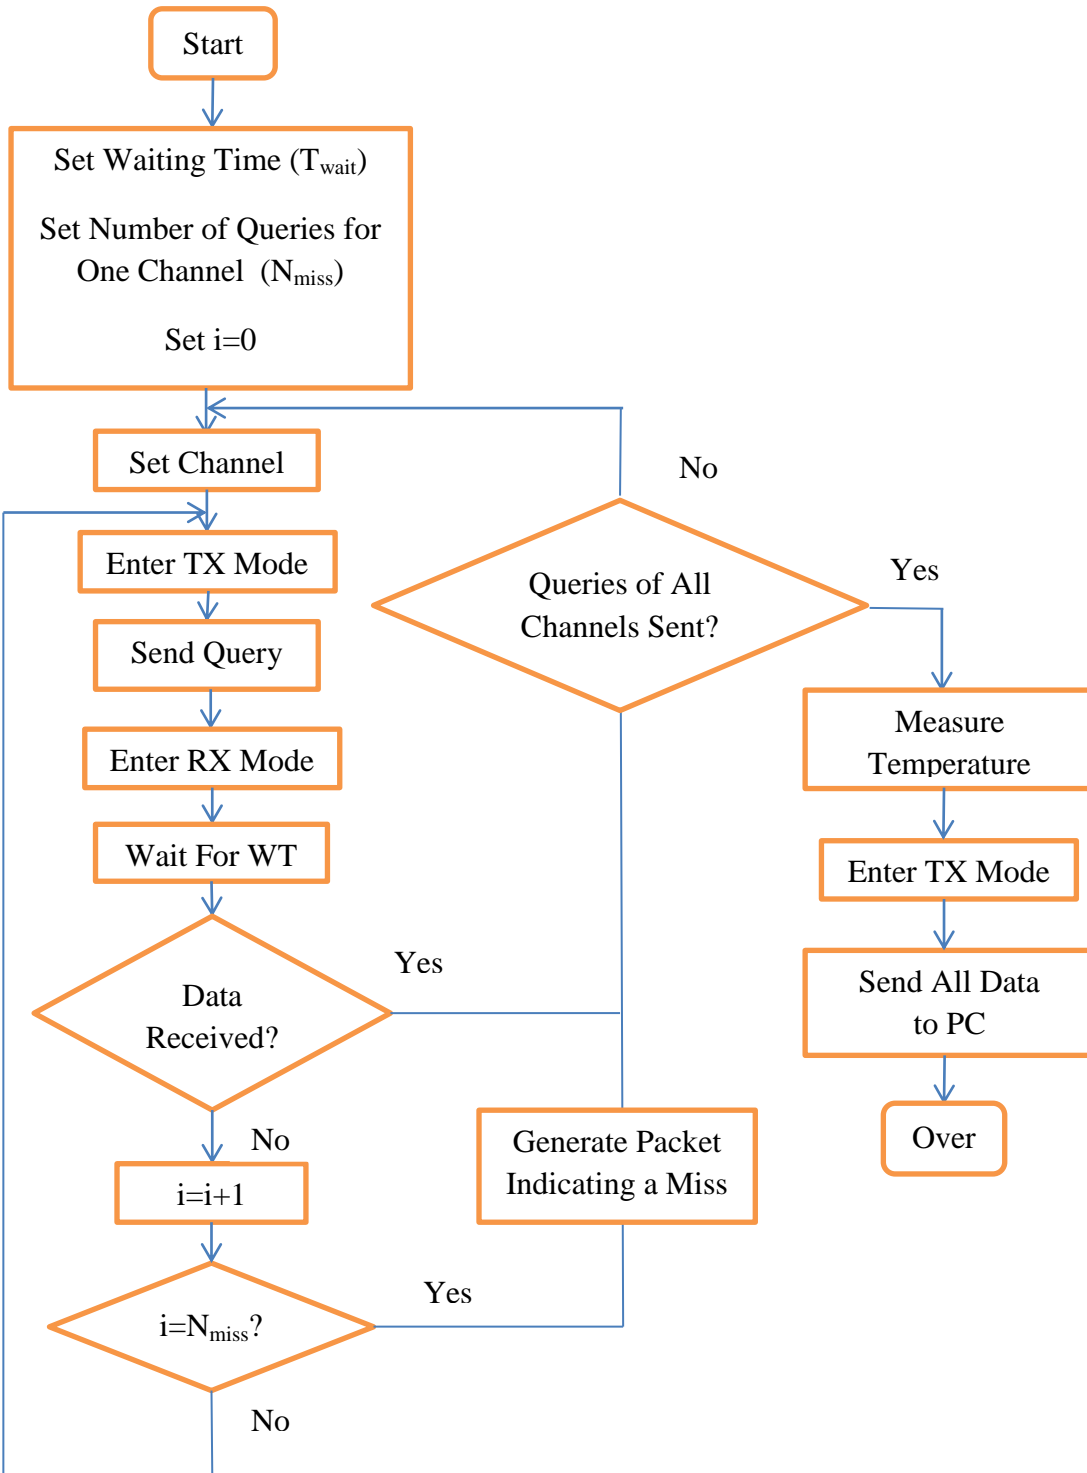 Start
Set Waiting Time (Twait)
Set Number of Queries for
One Channel (Nmiss)
Set i=0
Set Channel
Enter TX Mode
Send Query
Enter RX Mode
Wait For WT
Data
Received?
Yes
No
i=i+1
i=Nmiss?
Yes
No
Generate Packet
Indicating a Miss
Queries of All
Channels Sent?
No
Yes
Measure
Temperature
Enter TX Mode
Send All Data
to PC
Over